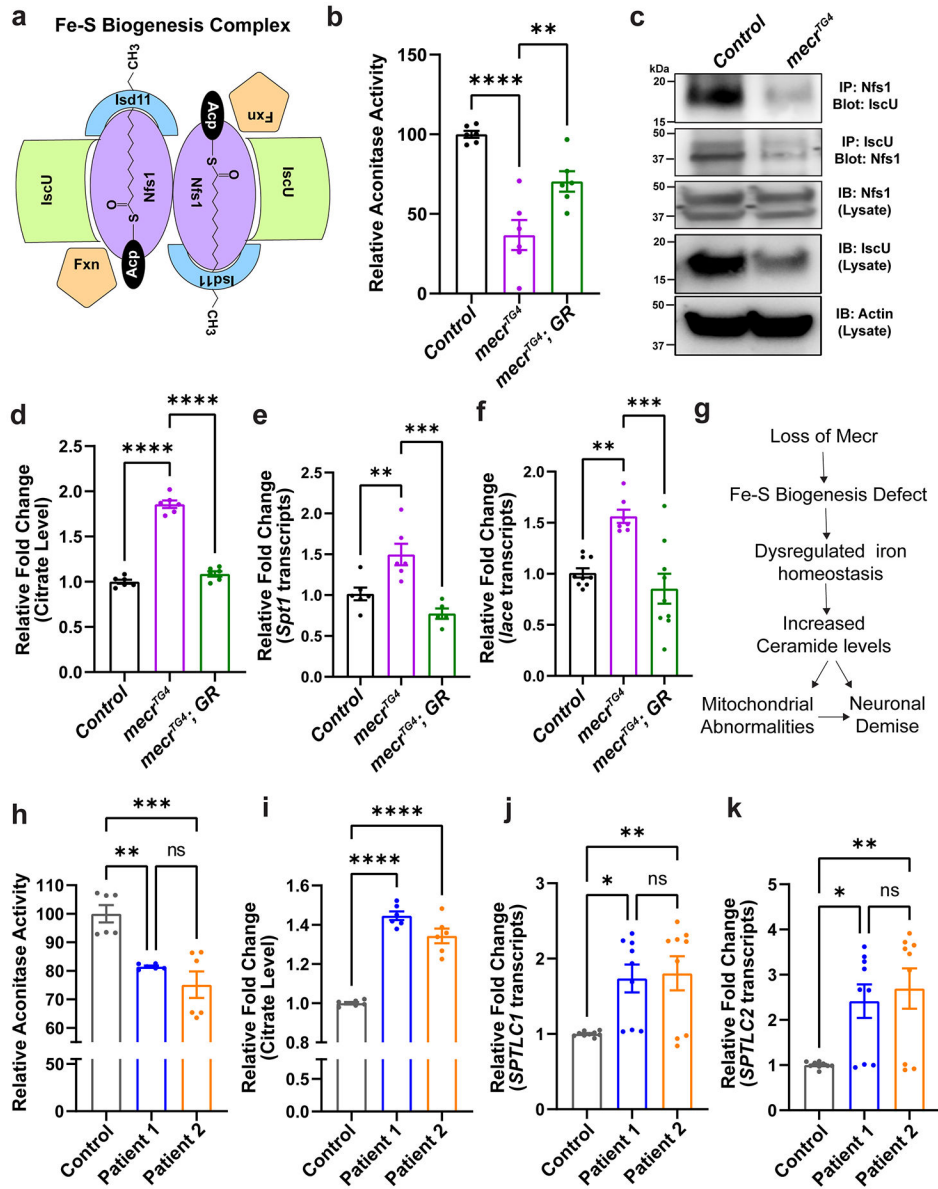 a
Fe-S Biogenesis Complex
CH3
Isd11
Acp
Fxn
IscU
Nfs1
O
S
S
O
Nfs1
IscU
Fxn
Acp
Isd11
CH3
b
Relative Aconitase Activity
150
100
50
0
****
**
Control
mecrTG4
mecrTG4; GR
c
Control
mecrTG4
kDa
20
15
IP: Nfs1
Blot: IscU
50
37
IP: IscU
Blot: Nfs1
50
37
IB: Nfs1
(Lysate)
20
15
IB: IscU
(Lysate)
50
37
IB: Actin
(Lysate)
d
Relative Fold Change
(Citrate Level)
2.5
2.0
1.5
1.0
0.5
0.0
****
****
Control
mecrTG4
mecrTG4; GR
e
Relative Fold Change
(Spt1 transcripts)
2.5
2.0
1.5
1.0
0.5
0.0
**
***
Control
mecrTG4
mecrTG4; GR
f
Relative Fold Change
(lace transcripts)
2.0
1.5
1.0
0.5
0.0
**
***
Control
mecrTG4
mecrTG4; GR
g
Loss of Mecr
Fe-S Biogenesis Defect
Dysregulated iron
homeostasis
Increased
Ceramide levels
Mitochondrial
Abnormalities
Neuronal
Demise
h
Relative Aconitase Activity
110
100
90
80
70
60
50
0
***
**
ns
Control
Patient 1
Patient 2
i
Relative Fold Change
(Citrate Level)
1.6
1.4
1.2
1.0
0.8
0.5
0.0
****
****
Control
Patient 1
Patient 2
j
Relative Fold Change
(SPTLC1 transcripts)
3
2
1
0
**
*
ns
Control
Patient 1
Patient 2
k
Relative Fold Change
(SPTLC2 transcripts)
5
4
3
2
1
0
**
*
ns
Control
Patient 1
Patient 2